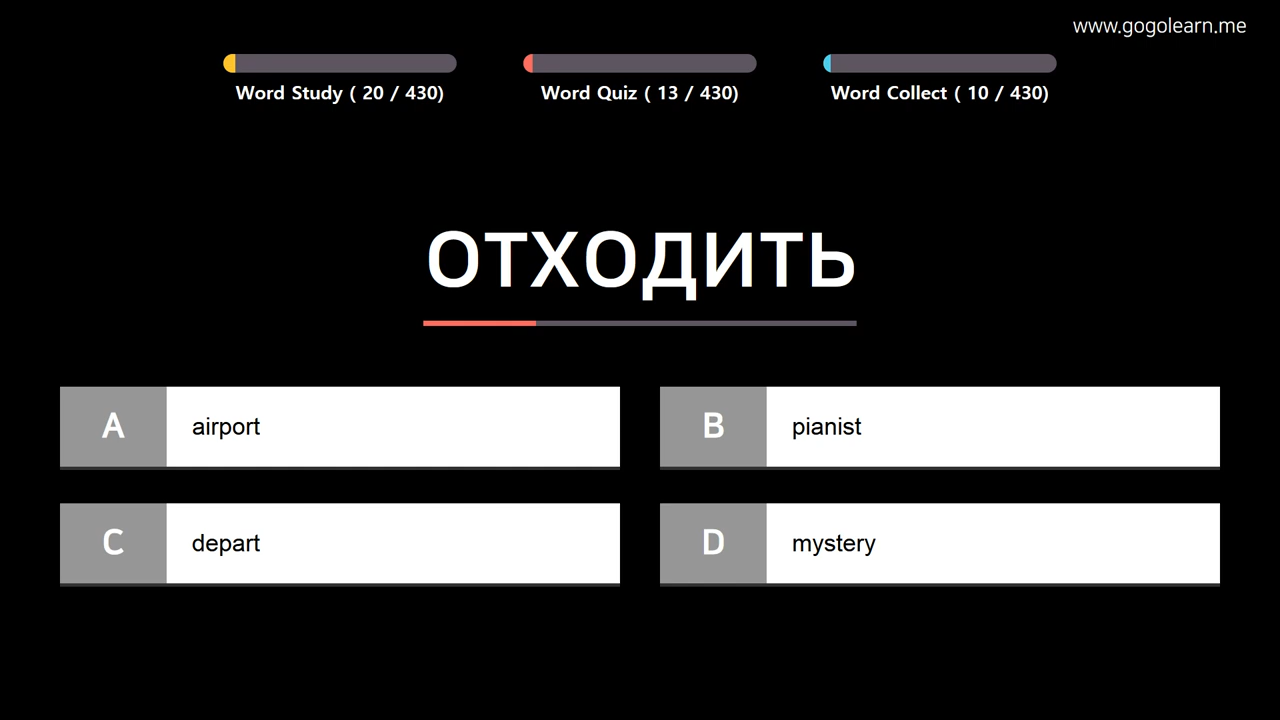 www.gogolearn.me
Word Study ( 20 / 430)
Word Quiz ( 13 / 430)
Word Collect ( 10 / 430)
ОТХОДИТЬ
A airport
B pianist
C depart
D mystery